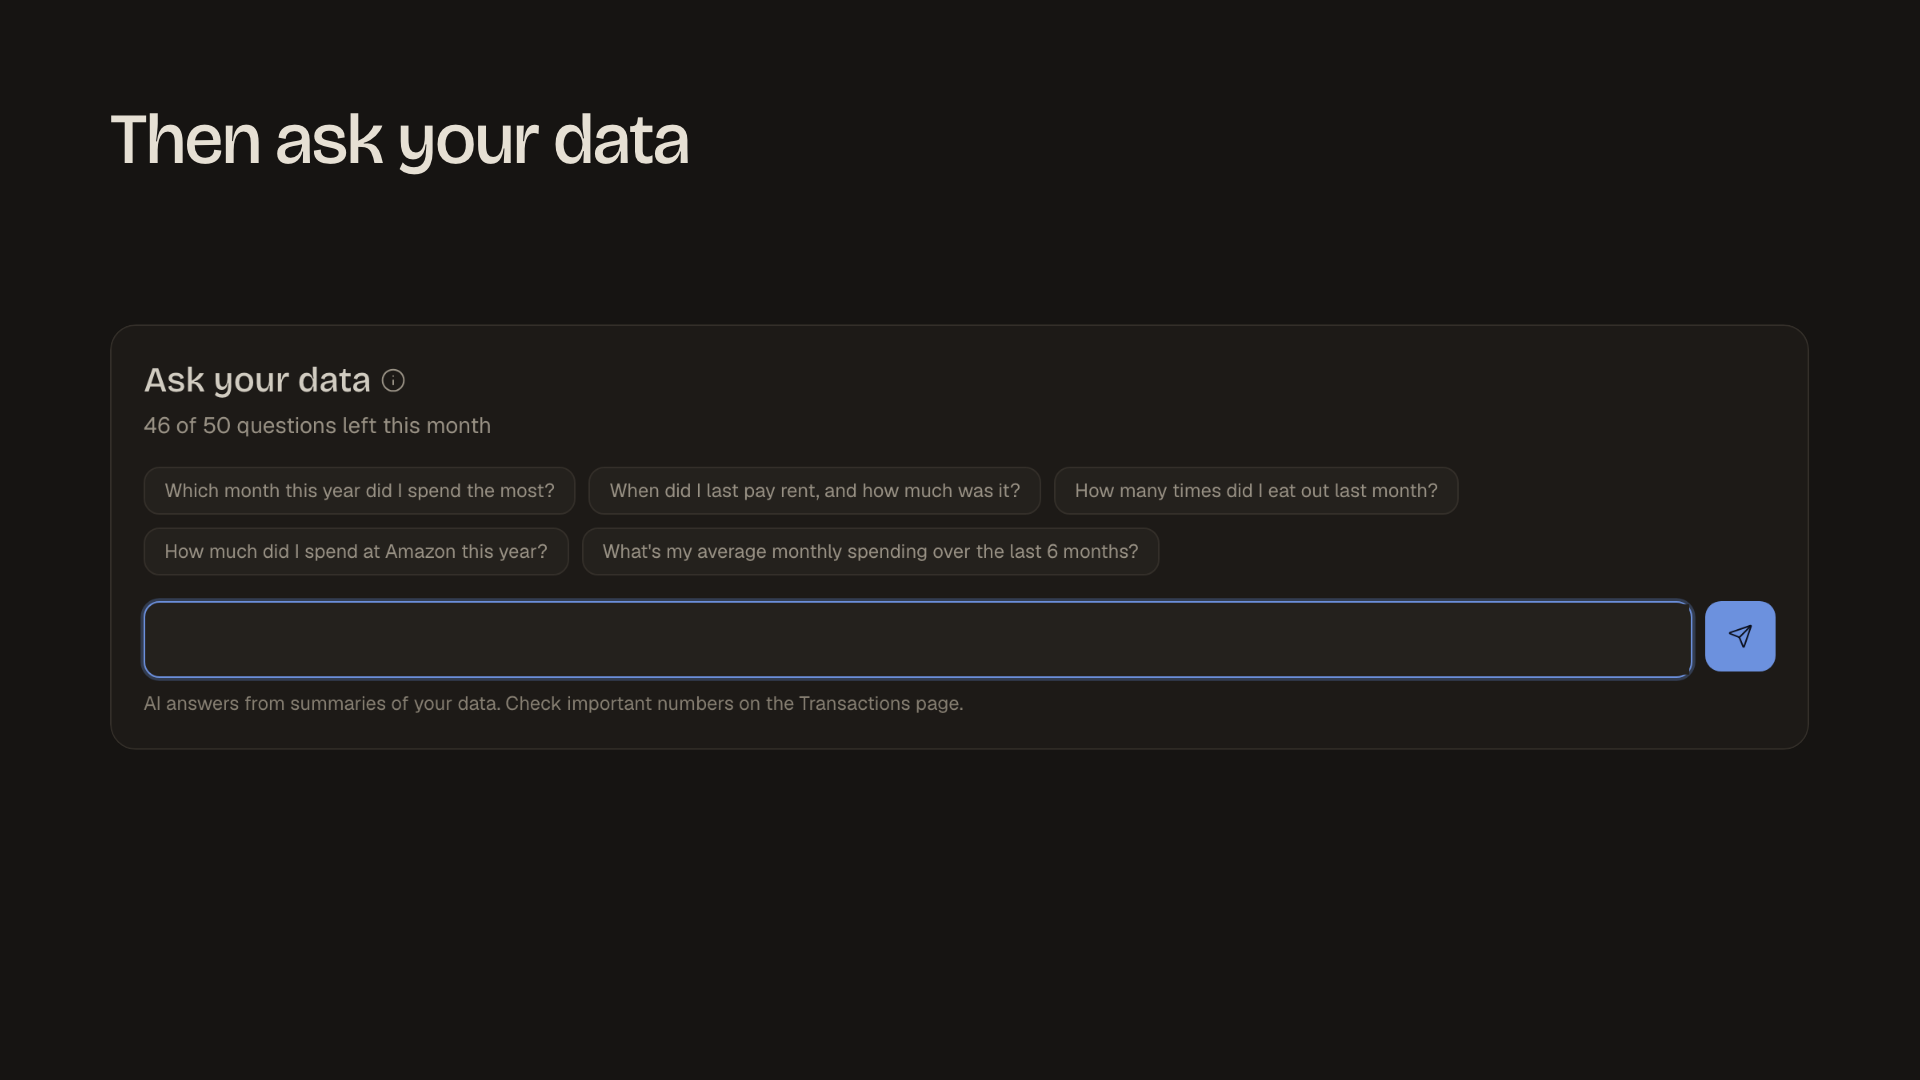 Then ask your data
Ask your data
46 of 50 questions left this month
Which month this year did I spend the most?
When did I last pay rent, and how much was it?
How many times did I eat out last month?
How much did I spend at Amazon this year?
What's my average monthly spending over the last 6 months?
AI answers from summaries of your data. Check important numbers on the Transactions page.